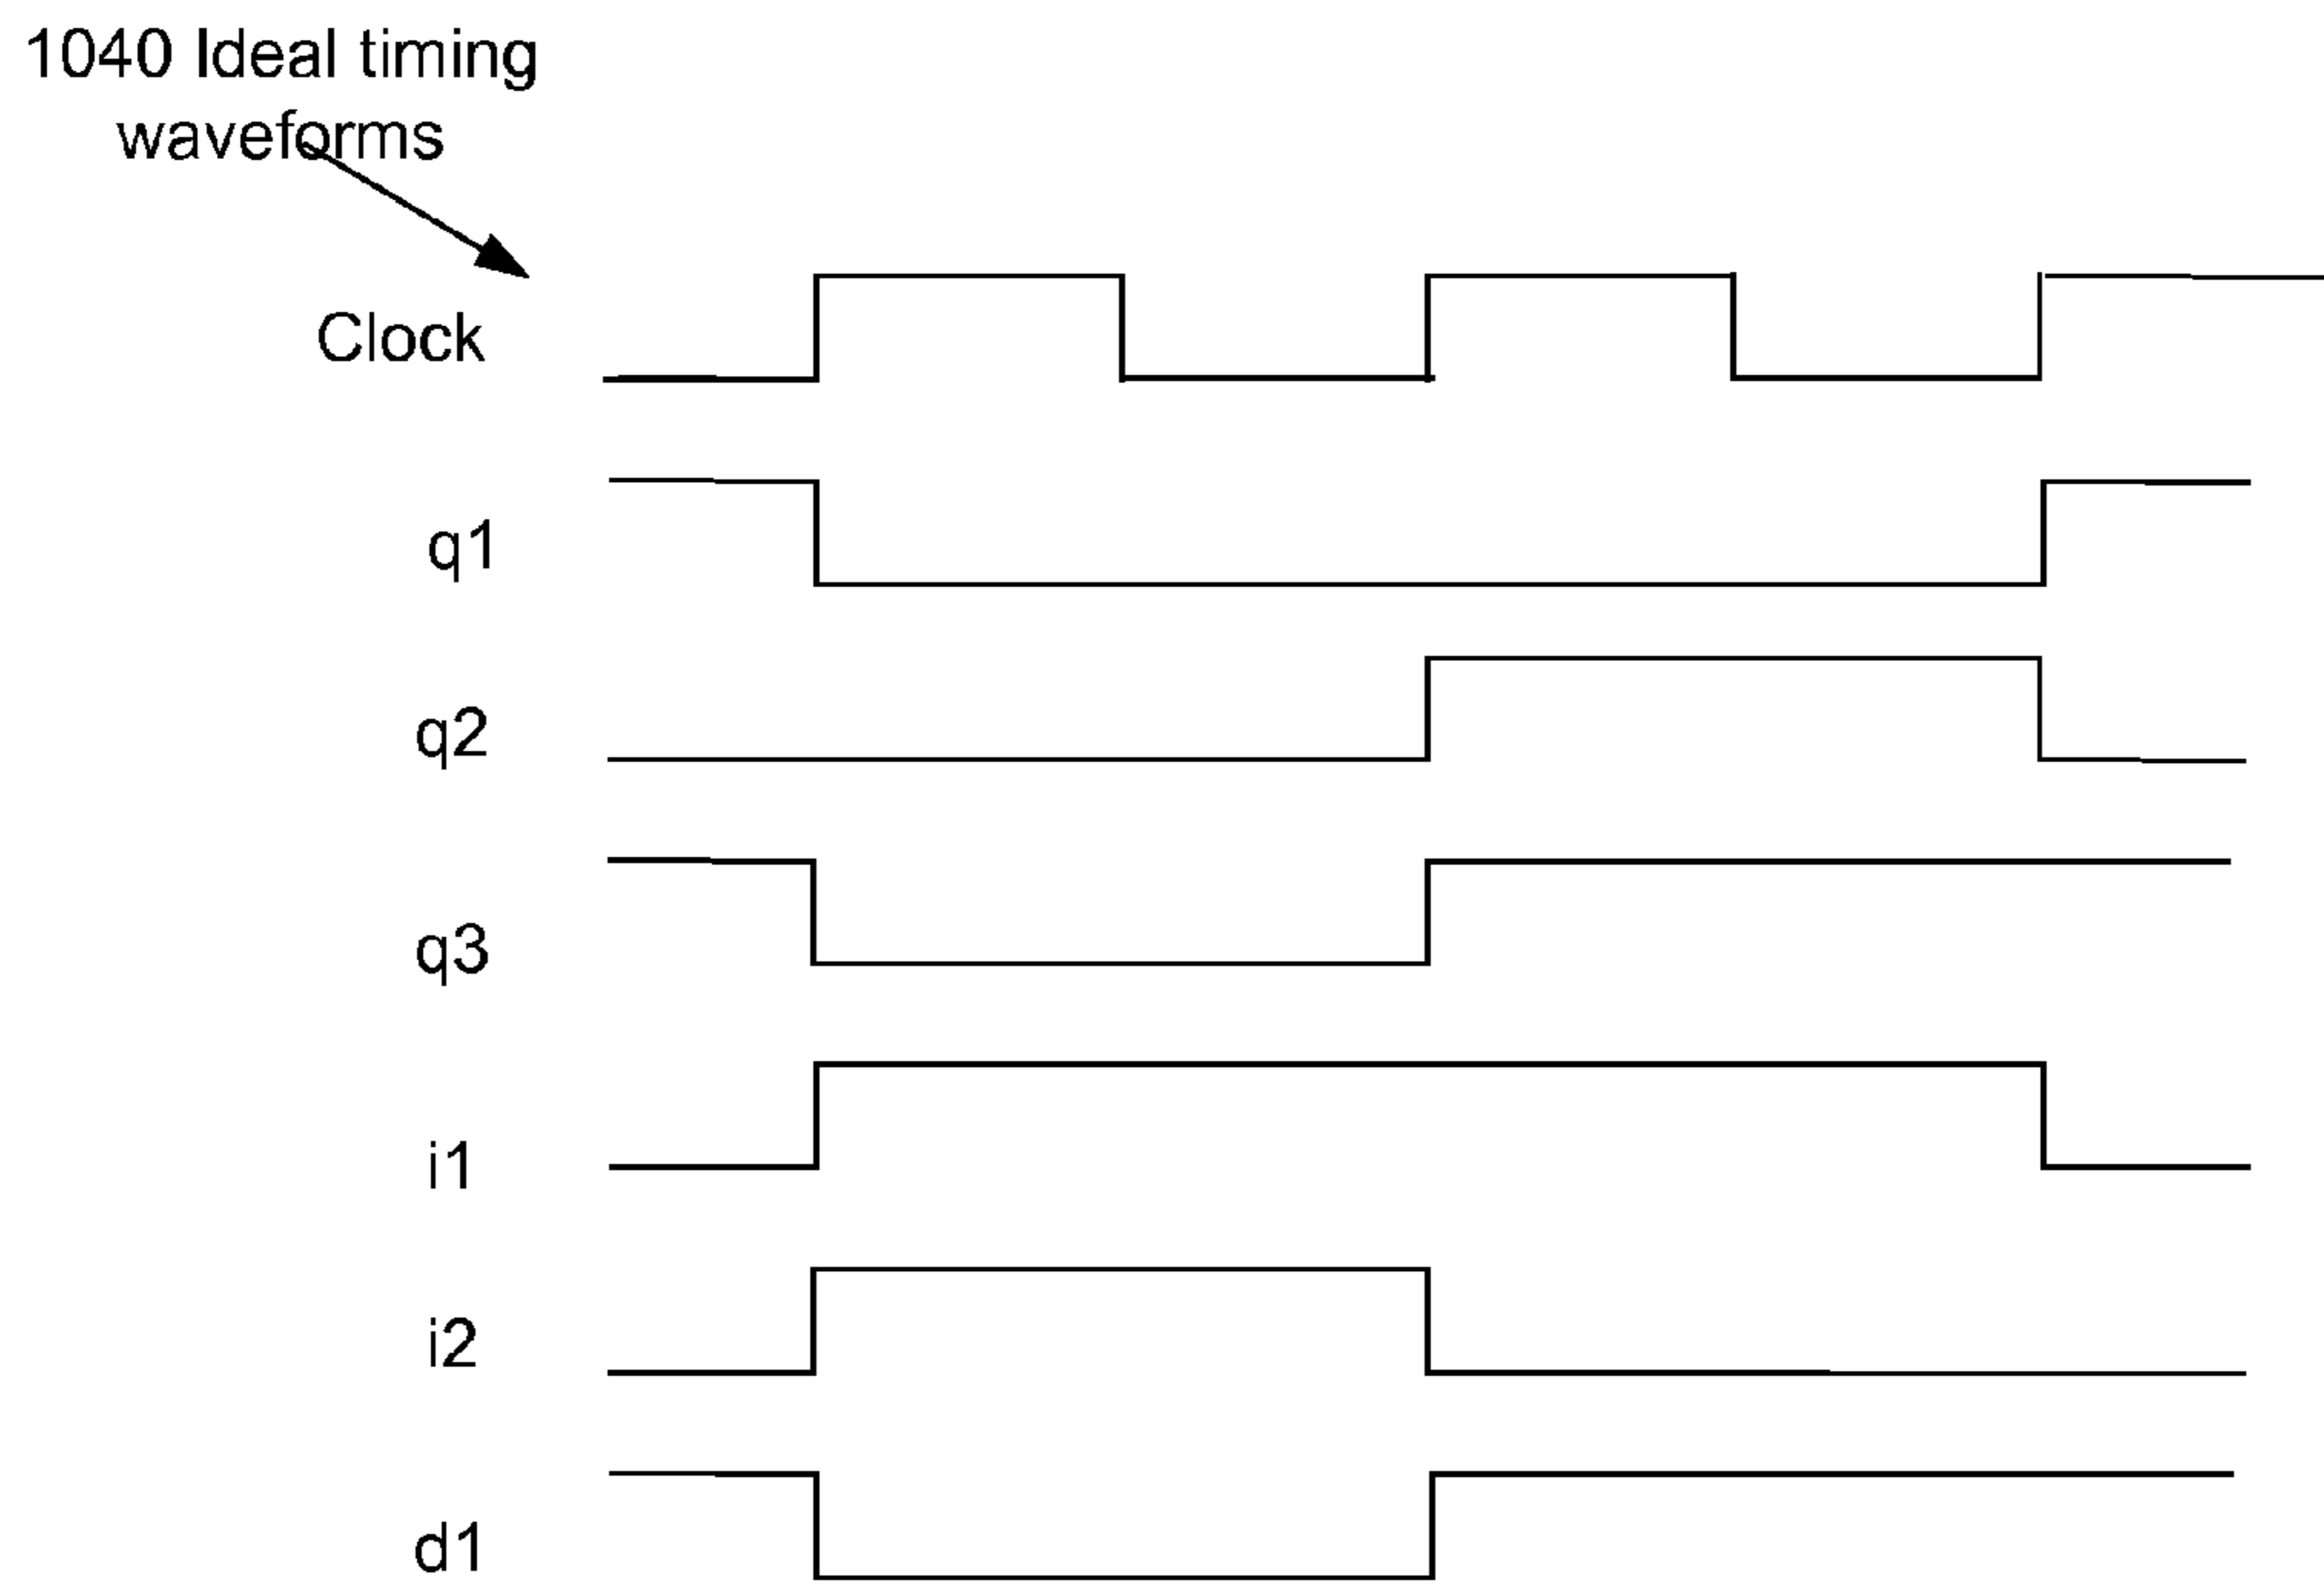 1040 Ideal timing
waveforms
Clock
q1
q2
q3
i1
i2
d1